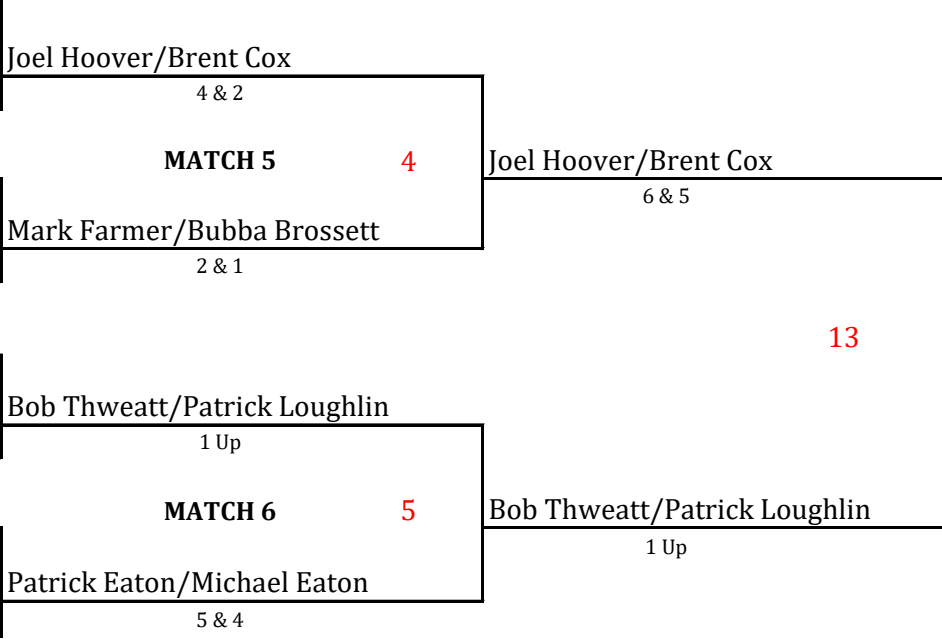 Joel Hoover/Brent Cox
4 & 2
MATCH 5 4 Joel Hoover/Brent Cox
6 & 5
Mark Farmer/Bubba Brossett
2 & 1
13
Bob Thweatt/Patrick Loughlin
1 Up
MATCH 6 5 Bob Thweatt/Patrick Loughlin
1 Up
Patrick Eaton/Michael Eaton
5 & 4